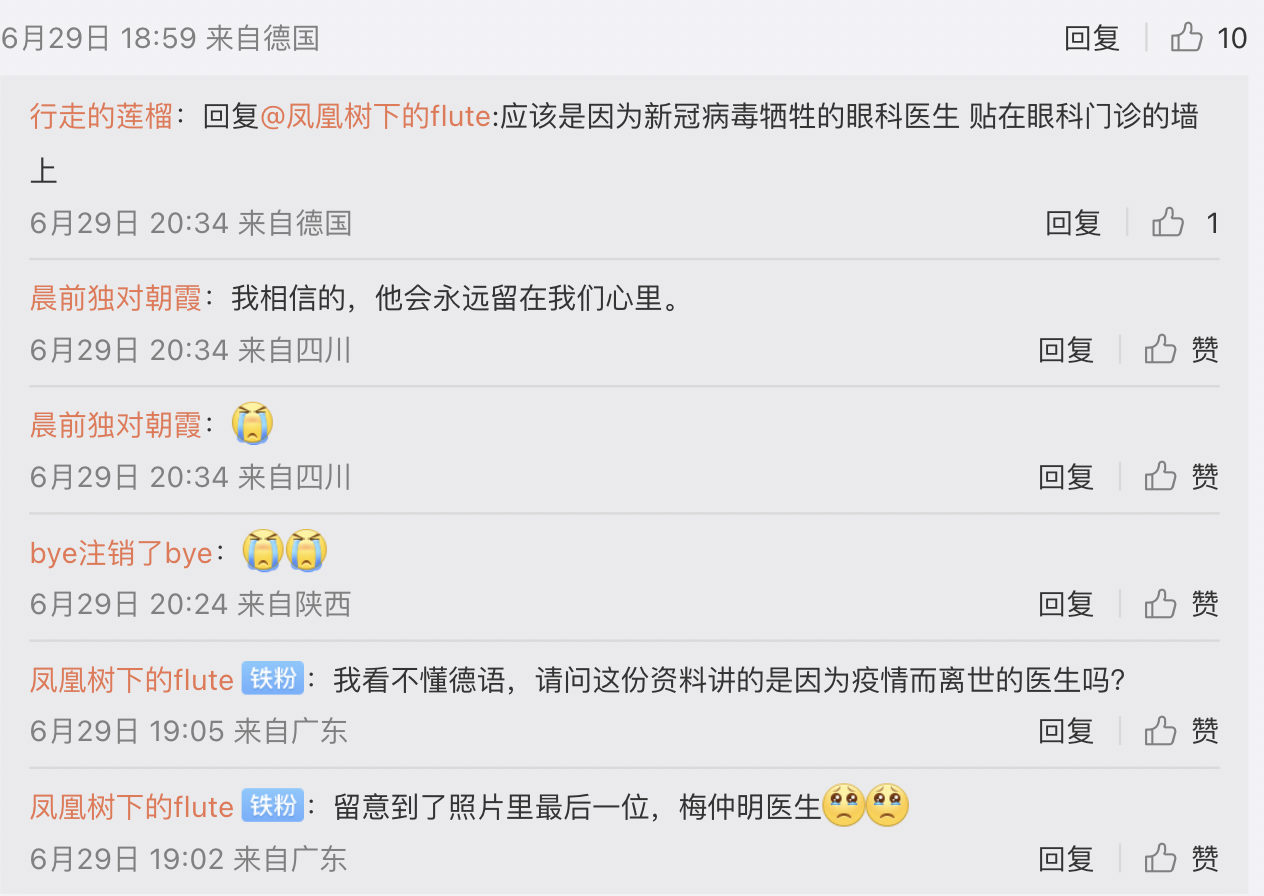 6月29日 18:59 来自德国 回复 10
行走的莲榴：回复@凤凰树下的flute:应该是因为新冠病毒牺牲的眼科医生 贴在眼科门诊的墙
上
6月29日 20:34 来自德国 回复 1
晨前独对朝霞：我相信的，他会永远留在我们心里。
6月29日 20:34 来自四川 回复 赞
晨前独对朝霞：
6月29日 20:34 来自四川 回复 赞
bye注销了bye：
6月29日 20:24 来自陕西 回复 赞
凤凰树下的flute 铁粉：我看不懂德语，请问这份资料讲的是因为疫情而离世的医生吗？
6月29日 19:05 来自广东 回复 赞
凤凰树下的flute 铁粉：留意到了照片里最后一位，梅仲明医生
6月29日 19:02 来自广东 回复 赞